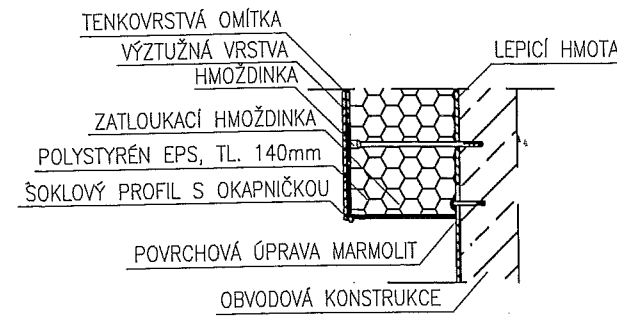 TENKOVRSTVÁ OMÍTKA
VÝZTUŽNÁ VRSTVA
LEPICÍ HMOTA
HMOŽDINKA
ZATLOUKACÍ HMOŽDINKA
POLYSTYRÉN EPS, TL. 140mm
SOKLOVÝ PROFIL S OKAPNIČKOU
POVRCHOVÁ ÚPRAVA MARMOLIT
OBVODOVÁ KONSTRUKCE